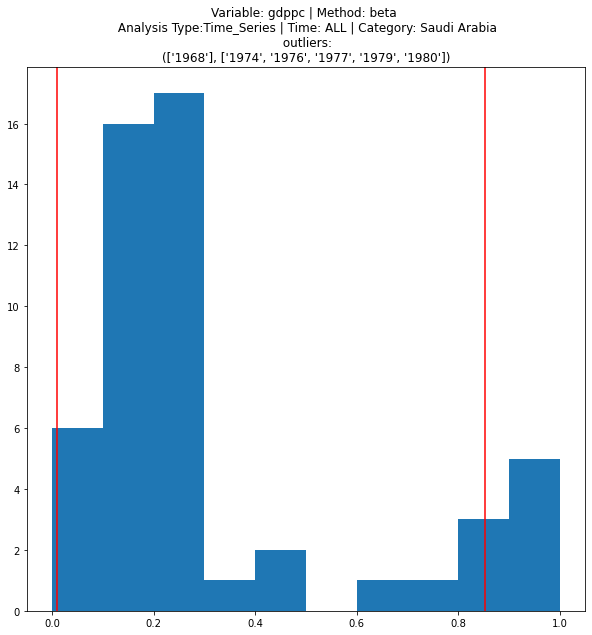 Variable: gdppc | Method: beta
Analysis Type:Time_Series | Time: ALL | Category: Saudi Arabia
outliers:
(['1968'], ['1974', '1976', '1977', '1979', '1980'])
16
14
12
10
8
6
4
2
0
0.0 0.2 0.4 0.6 0.8 1.0